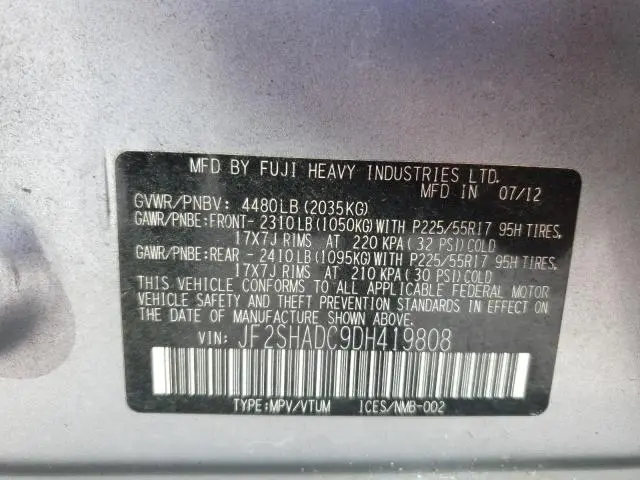 MFD BY FUJI HEAVY INDUSTRIES LTD.
MFD IN 07/12
GVWR/PNBV: 4480LB (2035KG)
GAWR/PNBE:FRONT- 2310LB (1050KG) WITH P225/55R17 95H TIRES,
17X7J RIMS AT 220 KPA ( 32 PSI) COLD
GAWR/PNBE:REAR - 2410LB (1095KG) WITH P225/55R17 95H TIRES,
17X7J RIMS AT 210 KPA ( 30 PSI) COLD
THIS VEHICLE CONFORMS TO ALL APPLICABLE FEDERAL MOTOR
VEHICLE SAFETY AND THEFT PREVENTION STANDARDS IN EFFECT ON
THE DATE OF MANUFACTURE SHOWN ABOVE.
VIN: JF2SHADC9DH419808
TYPE:MPV/VTUM ICES/NMB-002